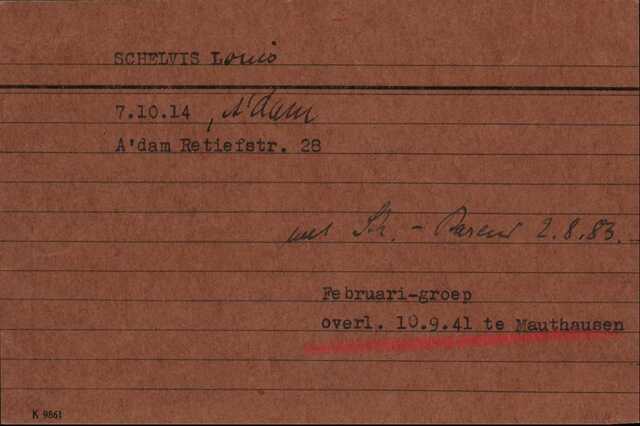 SCHELVIS Louis
7.10.14 , A'dam
A'dam Retiefstr. 28
Sch. - 2.8.83.
Februari-groep
overl. 10.9.41 te Mauthausen
K 9861